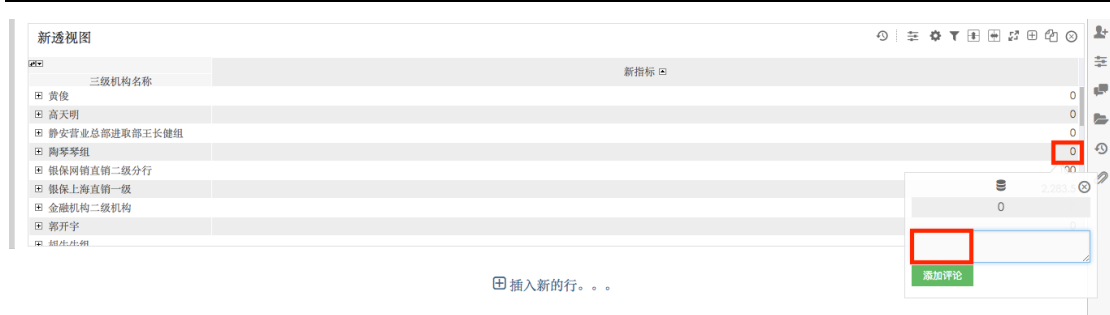 新透视图
新指标
三级机构名称
黄俊 0
高天明 0
静安营业总部进取部王长健组 0
陶琴琴组 0
银保网销直销二级分行
银保上海直销一级 2,283.5
金融机构二级机构
郭开宇 0
0
添加评论
插入新的行。。。